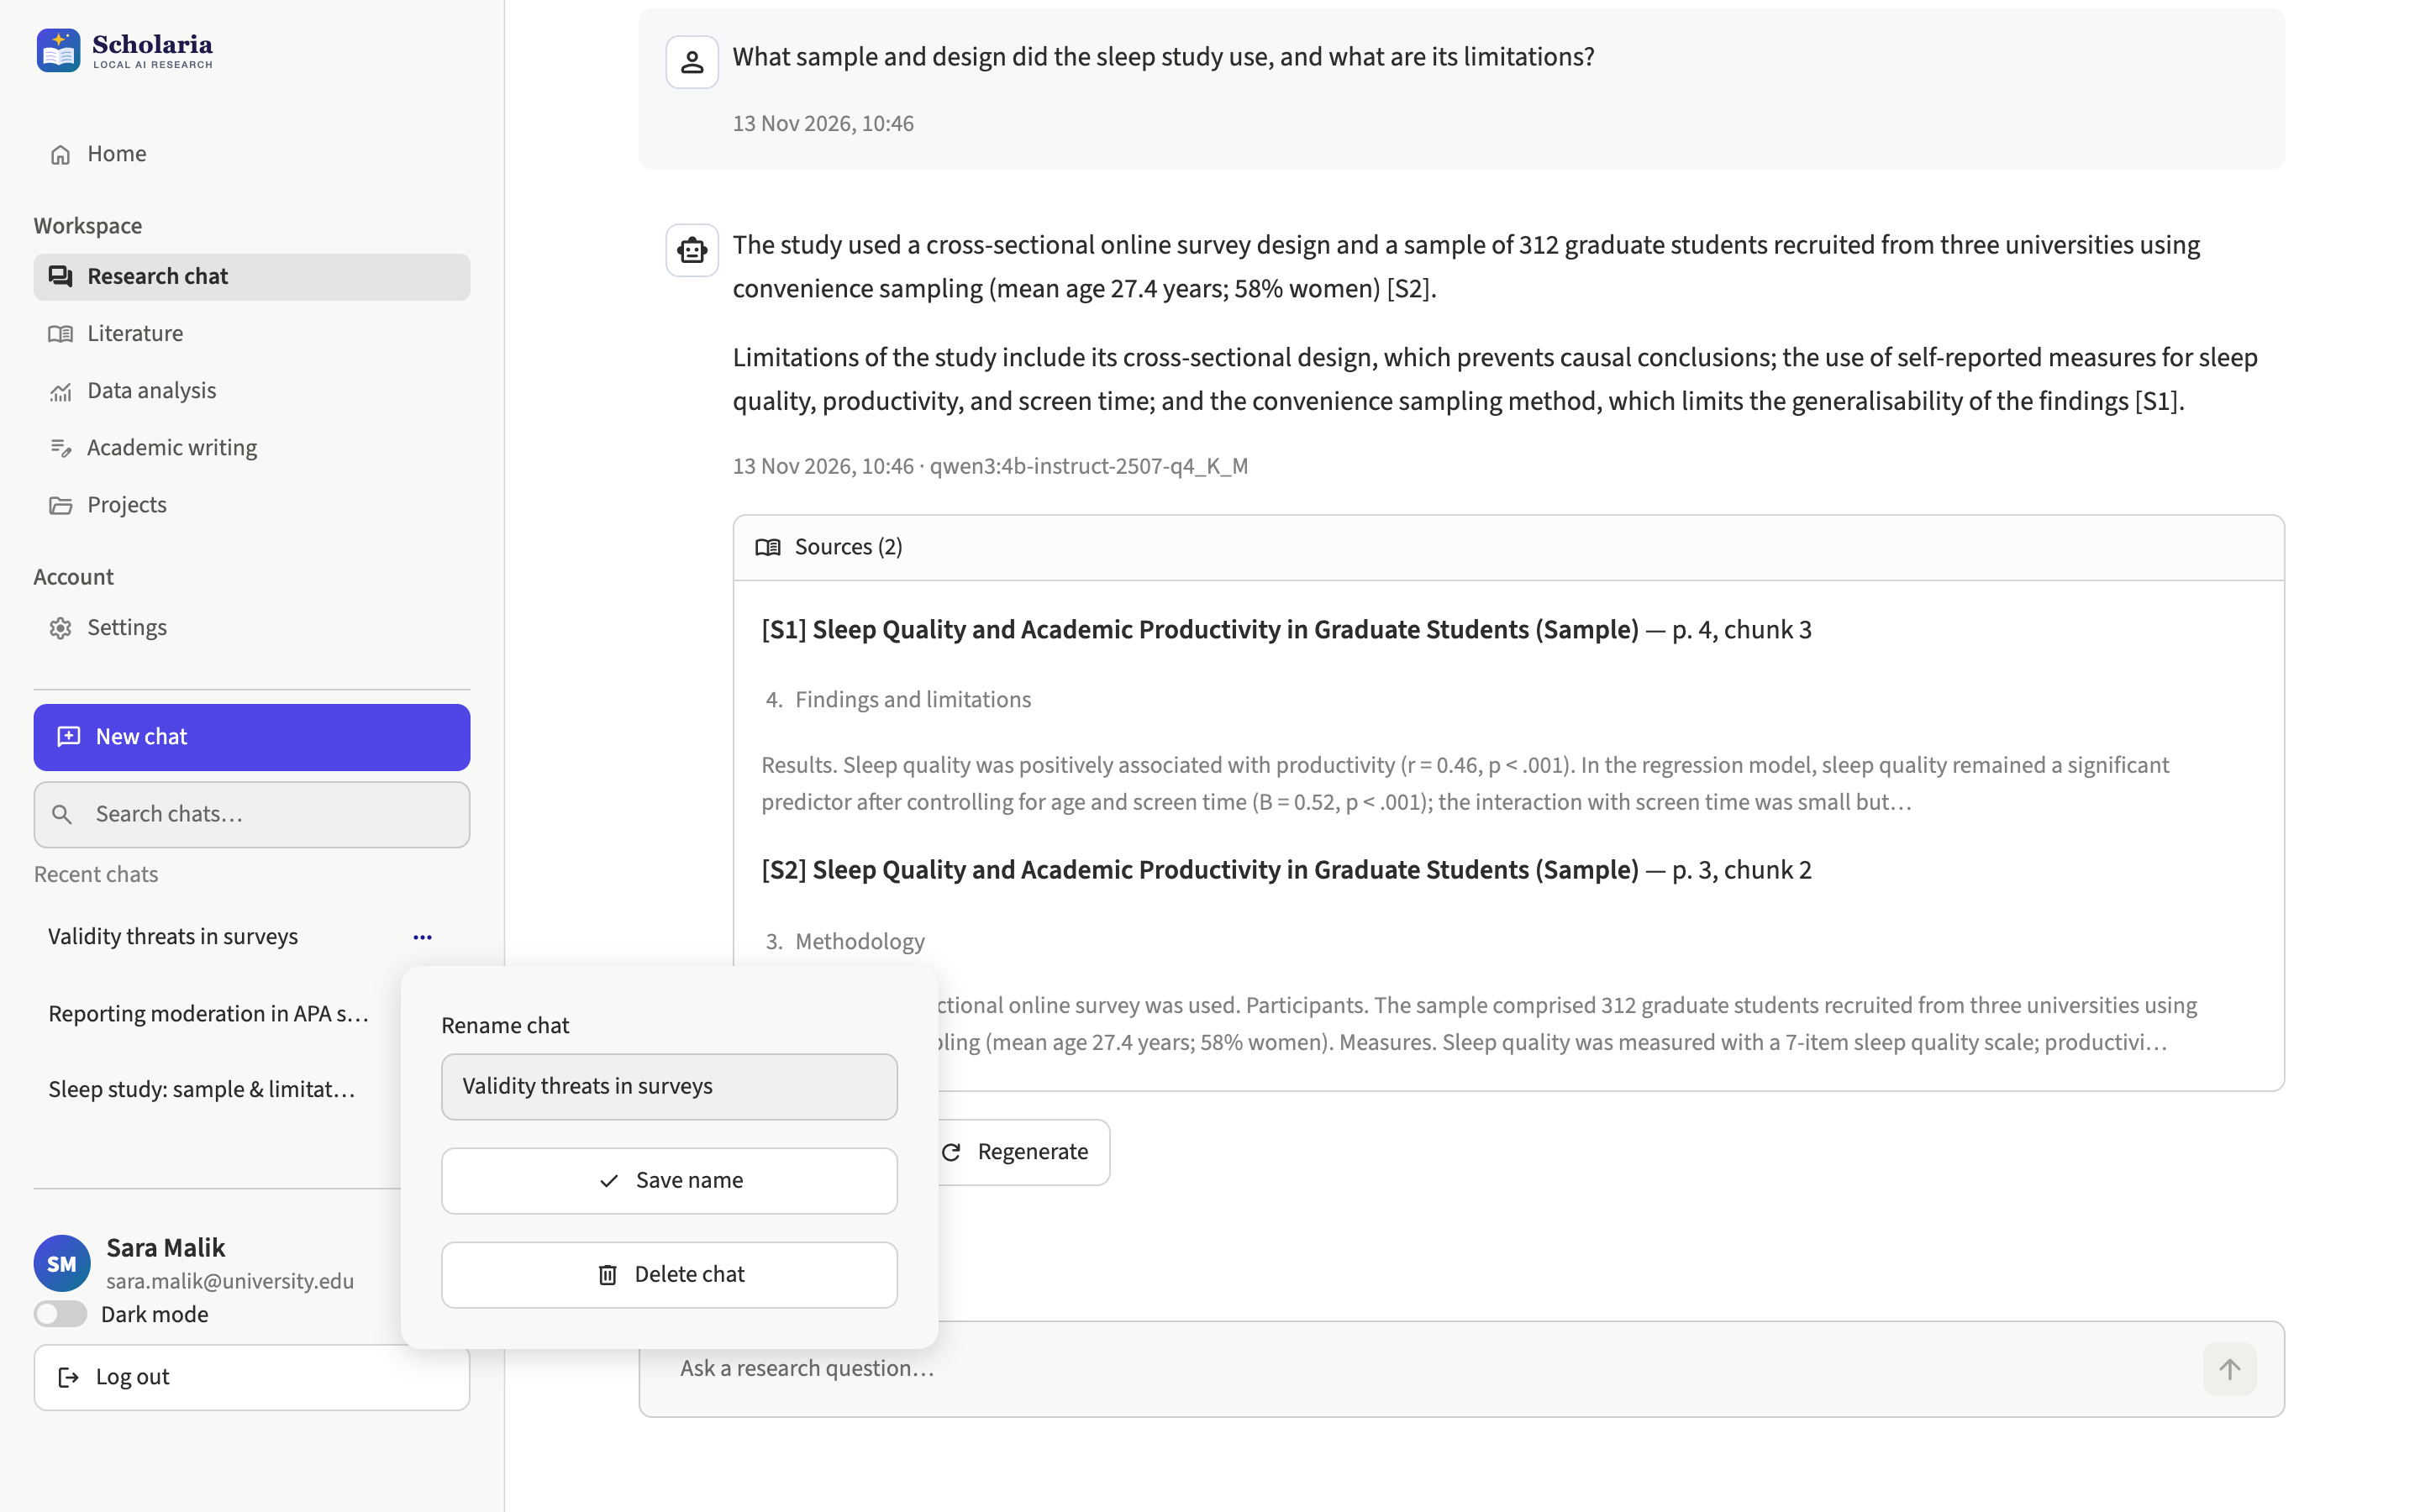 Scholaria
LOCAL AI RESEARCH
Home
Workspace
Research chat
Literature
Data analysis
Academic writing
Projects
Account
Settings
New chat
Search chats…
Recent chats
Validity threats in surveys
Reporting moderation in APA s…
Sleep study: sample & limitat…
SM
Sara Malik
sara.malik@university.edu
Dark mode
Log out
Rename chat
Validity threats in surveys
Save name
Delete chat
What sample and design did the sleep study use, and what are its limitations?
13 Nov 2026, 10:46
The study used a cross-sectional online survey design and a sample of 312 graduate students recruited from three universities using
convenience sampling (mean age 27.4 years; 58% women) [S2].
Limitations of the study include its cross-sectional design, which prevents causal conclusions; the use of self-reported measures for sleep
quality, productivity, and screen time; and the convenience sampling method, which limits the generalisability of the findings [S1].
13 Nov 2026, 10:46 · qwen3:4b-instruct-2507-q4_K_M
Sources (2)
[S1] Sleep Quality and Academic Productivity in Graduate Students (Sample) — p. 4, chunk 3
4. Findings and limitations
Results. Sleep quality was positively associated with productivity (r = 0.46, p < .001). In the regression model, sleep quality remained a significant
predictor after controlling for age and screen time (B = 0.52, p < .001); the interaction with screen time was small but…
[S2] Sleep Quality and Academic Productivity in Graduate Students (Sample) — p. 3, chunk 2
3. Methodology
online survey was used. Participants. The sample comprised 312 graduate students recruited from three universities using
(mean age 27.4 years; 58% women). Measures. Sleep quality was measured with a 7-item sleep quality scale; productivi…
Regenerate
Ask a research question…